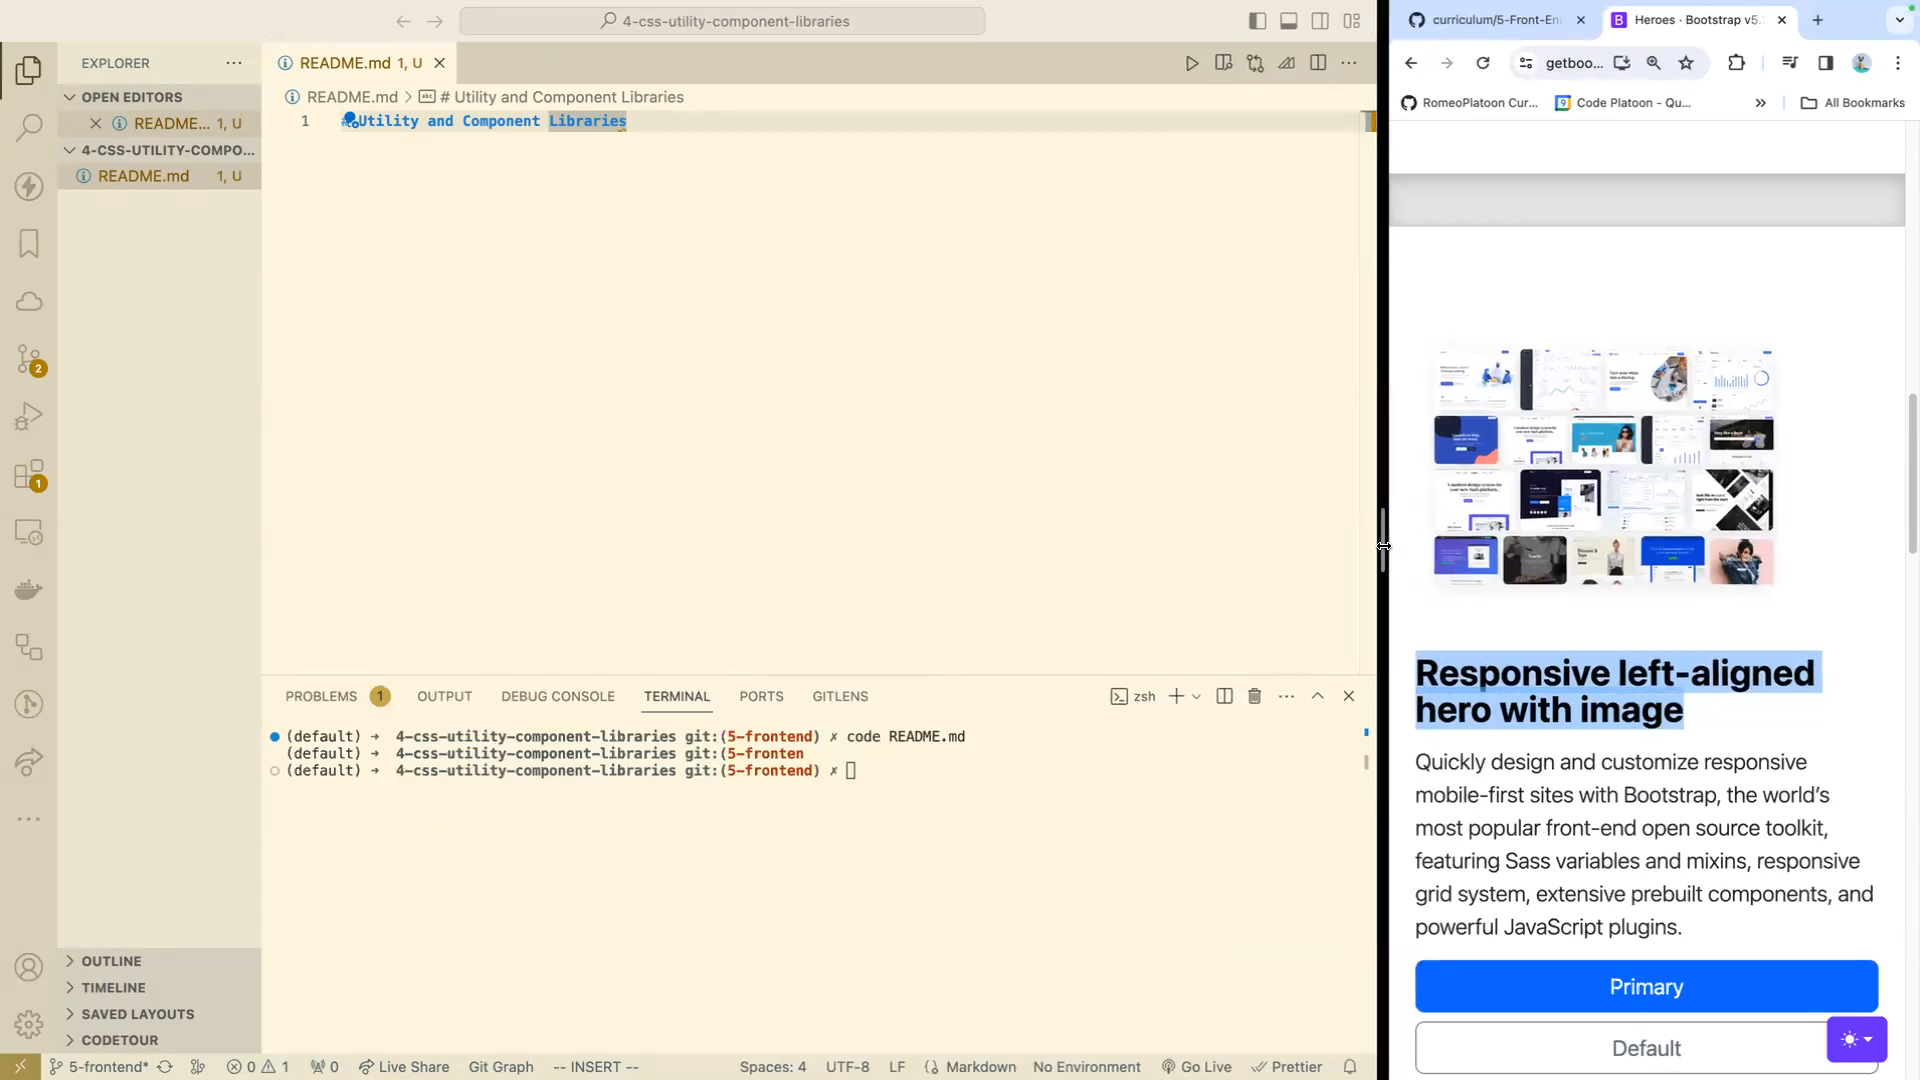 4-css-utility-component-libraries
EXPLORER
OPEN EDITORS
README... 1, U
4-CSS-UTILITY-COMPO...
README.md 1, U
2
1
OUTLINE
TIMELINE
SAVED LAYOUTS
CODETOUR
README.md 1, U
README.md > # Utility and Component Libraries
1 Utility and Component Libraries
PROBLEMS 1 OUTPUT DEBUG CONSOLE TERMINAL PORTS GITLENS
zsh
(default) → 4-css-utility-component-libraries git:(5-frontend) ✗ code README.md
(default) → 4-css-utility-component-libraries git:(5-fronten
(default) → 4-css-utility-component-libraries git:(5-frontend) ✗
5-frontend* 0 1 0 Live Share Git Graph -- INSERT -- Spaces: 4 UTF-8 LF Markdown No Environment Go Live Prettier
curriculum/5-Front-En
Heroes · Bootstrap v5.
getboo...
RomeoPlatoon Cur...
Code Platoon - Qu...
All Bookmarks
Responsive left-aligned
hero with image
Quickly design and customize responsive
mobile-first sites with Bootstrap, the world’s
most popular front-end open source toolkit,
featuring Sass variables and mixins, responsive
grid system, extensive prebuilt components, and
powerful JavaScript plugins.
Primary
Default